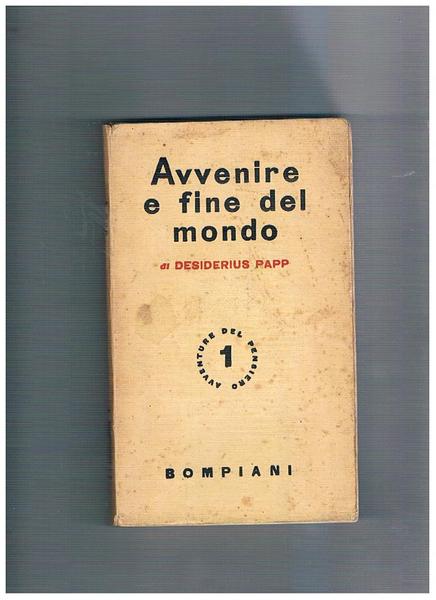 Avvenire
e fine del
mondo
di DESIDERIUS PAPP
AVVENTURE DEL PENSIERO
1
BOMPIANI